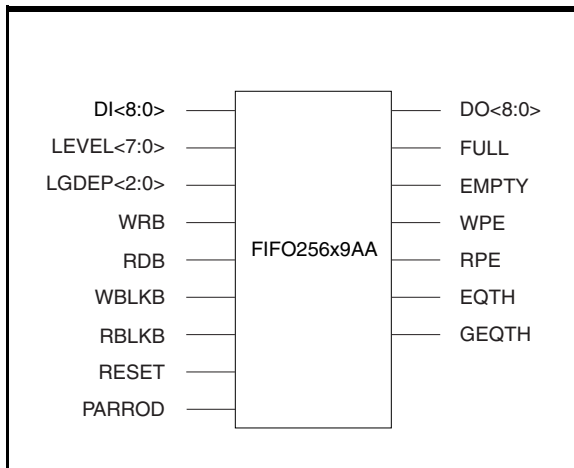 DI<8:0>
LEVEL<7:0>
LGDEP<2:0>
WRB
RDB
WBLKB
RBLKB
RESET
PARROD
FIFO256x9AA
DO<8:0>
FULL
EMPTY
WPE
RPE
EQTH
GEQTH